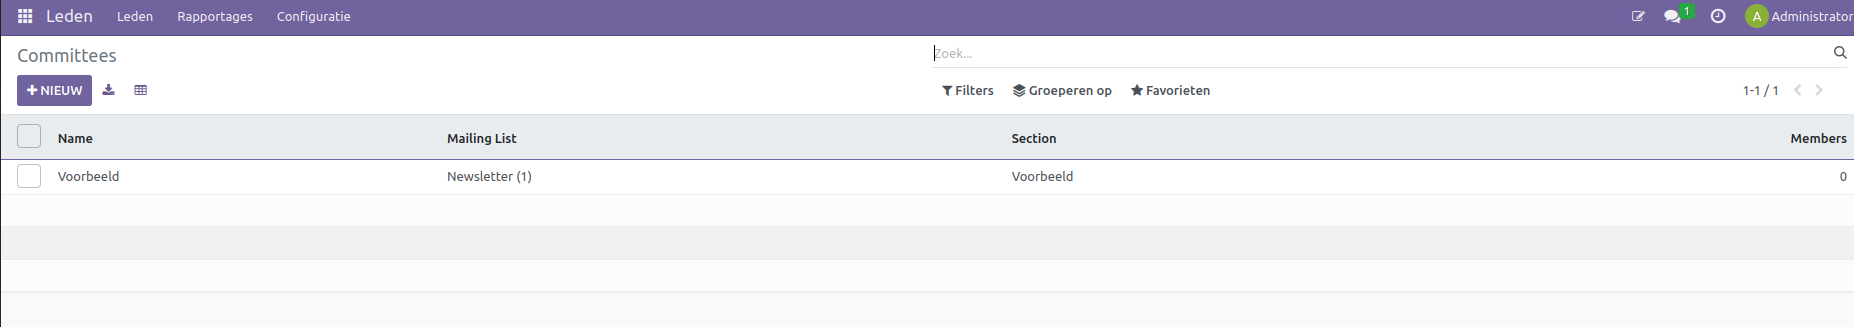 Leden Leden Rapportages Configuratie 1 A Administrator
Committees Zoek...
NIEUW Filters Groeperen op Favorieten 1-1 / 1
Name Mailing List Section Members
Voorbeeld Newsletter (1) Voorbeeld 0